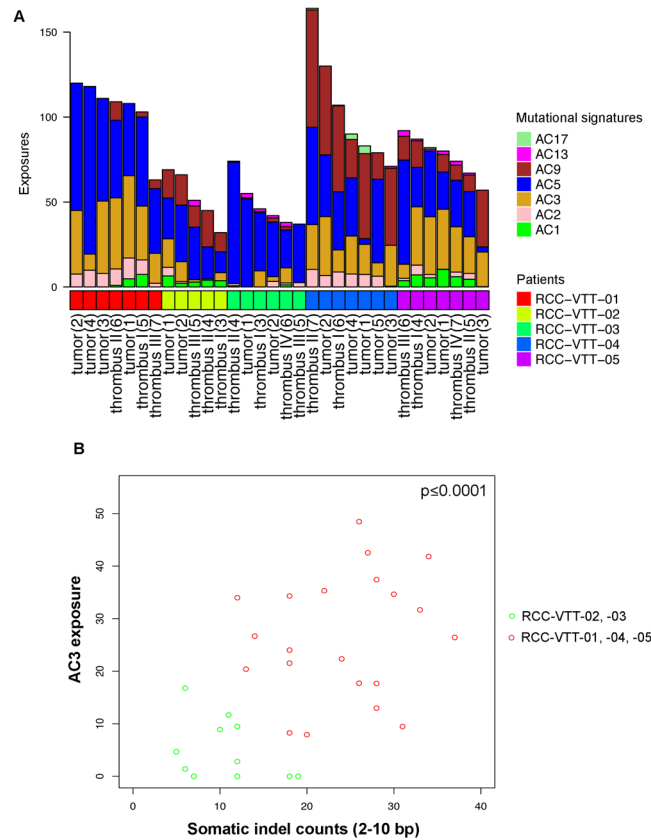 A
150
100
50
0
Exposures
Mutational signatures
AC17
AC13
AC9
AC5
AC3
AC2
AC1
Patients
RCC−VTT−01
RCC−VTT−02
RCC−VTT−03
RCC−VTT−04
RCC−VTT−05
tumor (2)
tumor (4)
tumor (3)
thrombus II (6)
tumor (1)
thrombus II (5)
thrombus III (7)
tumor (1)
tumor (2)
thrombus II (5)
thrombus II (4)
thrombus I (3)
thrombus II (4)
tumor (1)
thrombus I (3)
tumor (2)
thrombus IV (6)
thrombus III (5)
thrombus II (7)
tumor (2)
thrombus I (6)
tumor (4)
tumor (1)
tumor (5)
tumor (3)
thrombus III (6)
thrombus I (4)
tumor (2)
tumor (1)
thrombus IV (7)
thrombus II (5)
tumor (3)
B
p≤0.0001
50
40
30
20
10
0
AC3 exposure
0 10 20 30 40
Somatic indel counts (2-10 bp)
RCC-VTT-02, -03
RCC-VTT-01, -04, -05